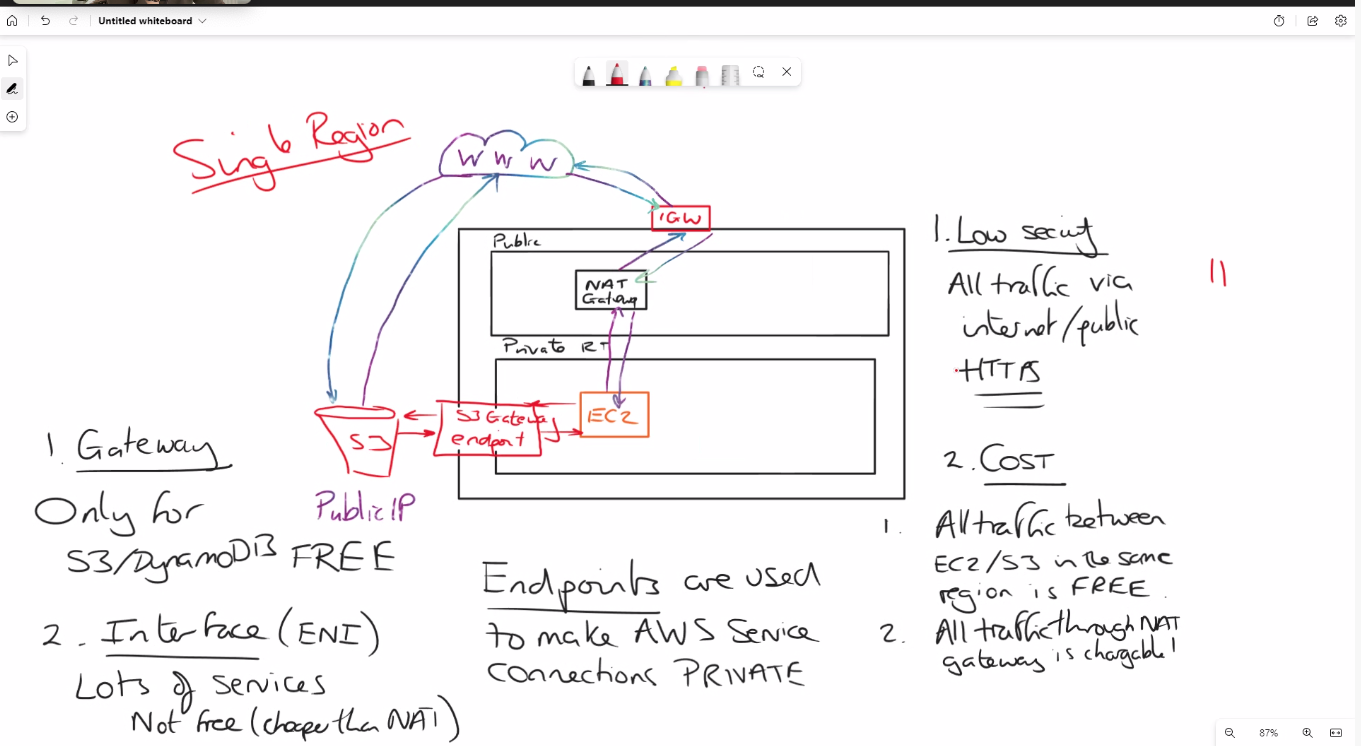 Untitled whiteboard
Single Region
W W W
IGW
Public
NAT
Gateway
Private RT
EC2
S3 Gateway
endpoint
S3
Public IP
1. Gateway
Only for
S3/DynamoDB FREE
2. Interface (ENI)
Lots of services
Not free (cheaper than NAT)
Endpoints are used
to make AWS Service
connections PRIVATE
1. Low security
All traffic via
internet/public
HTTPS
2. COST
1. All traffic between
EC2/S3 in the same
region is FREE.
2. All traffic through NAT
gateway is chargable!
87%